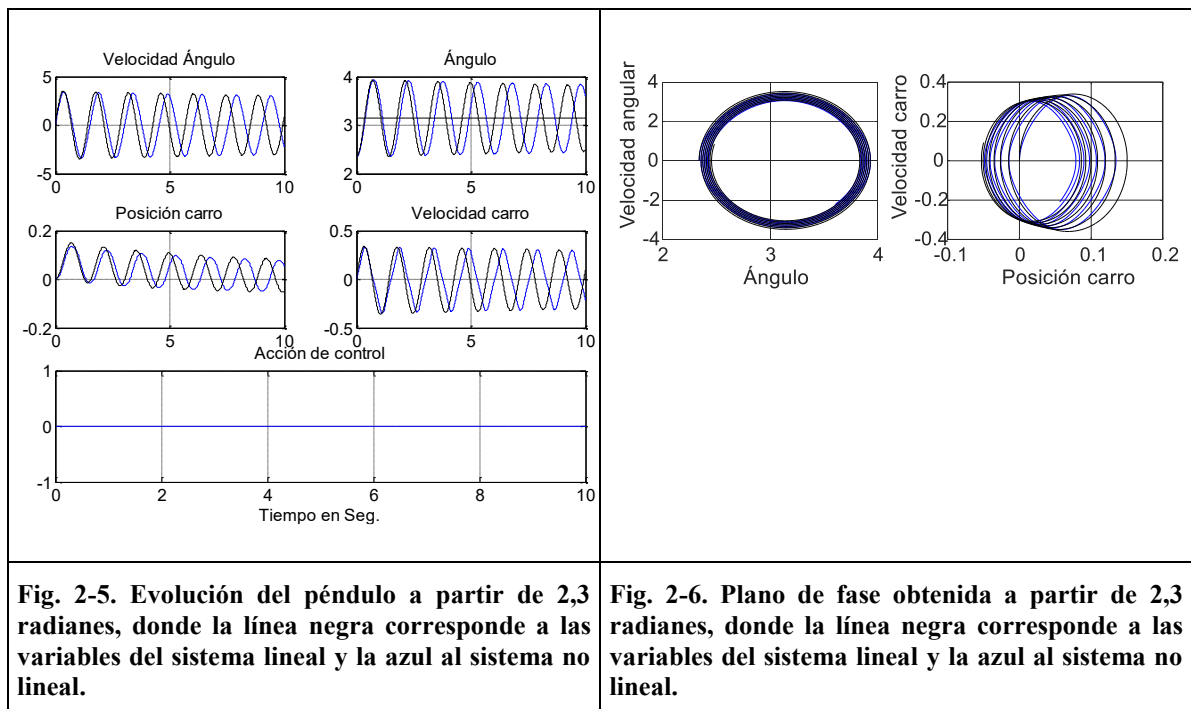 Velocidad Ángulo
Ángulo
5
0
-5
0
5
10
4
3
2
0
5
10
Posición carro
Velocidad carro
0.2
0
-0.2
0
5
10
0.5
0
-0.5
0
5
10
Acción de control
1
0
-1
0
2
4
6
8
10
Tiempo en Seg.
Velocidad angular
4
2
0
-2
-4
2
3
4
Ángulo
Velocidad carro
0.4
0.2
0
-0.2
-0.4
-0.1
0
0.1
0.2
Posición carro
Fig. 2-5. Evolución del péndulo a partir de 2,3
radianes, donde la línea negra corresponde a las
variables del sistema lineal y la azul al sistema no
lineal.
Fig. 2-6. Plano de fase obtenida a partir de 2,3
radianes, donde la línea negra corresponde a las
variables del sistema lineal y la azul al sistema no
lineal.